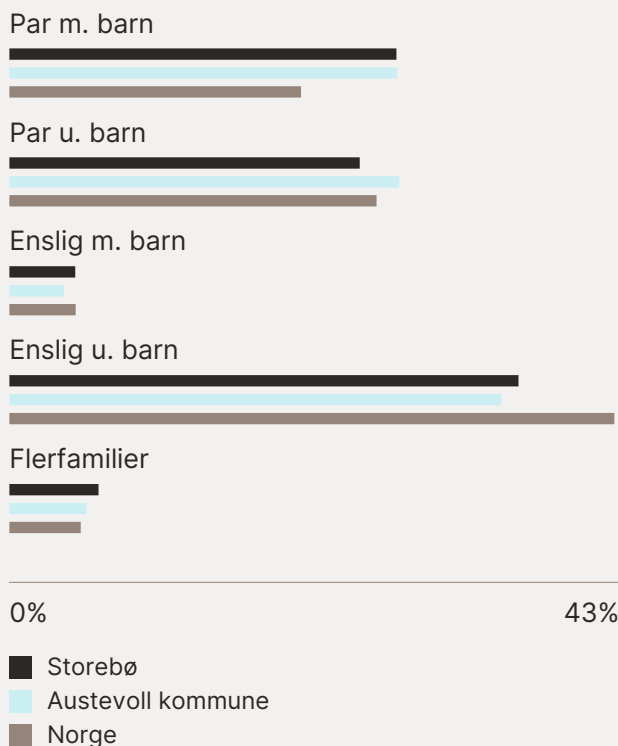 Par m. barn
Par u. barn
Enslig m. barn
Enslig u. barn
Flerfamilier
0% 43%
Storebø
Austevoll kommune
Norge